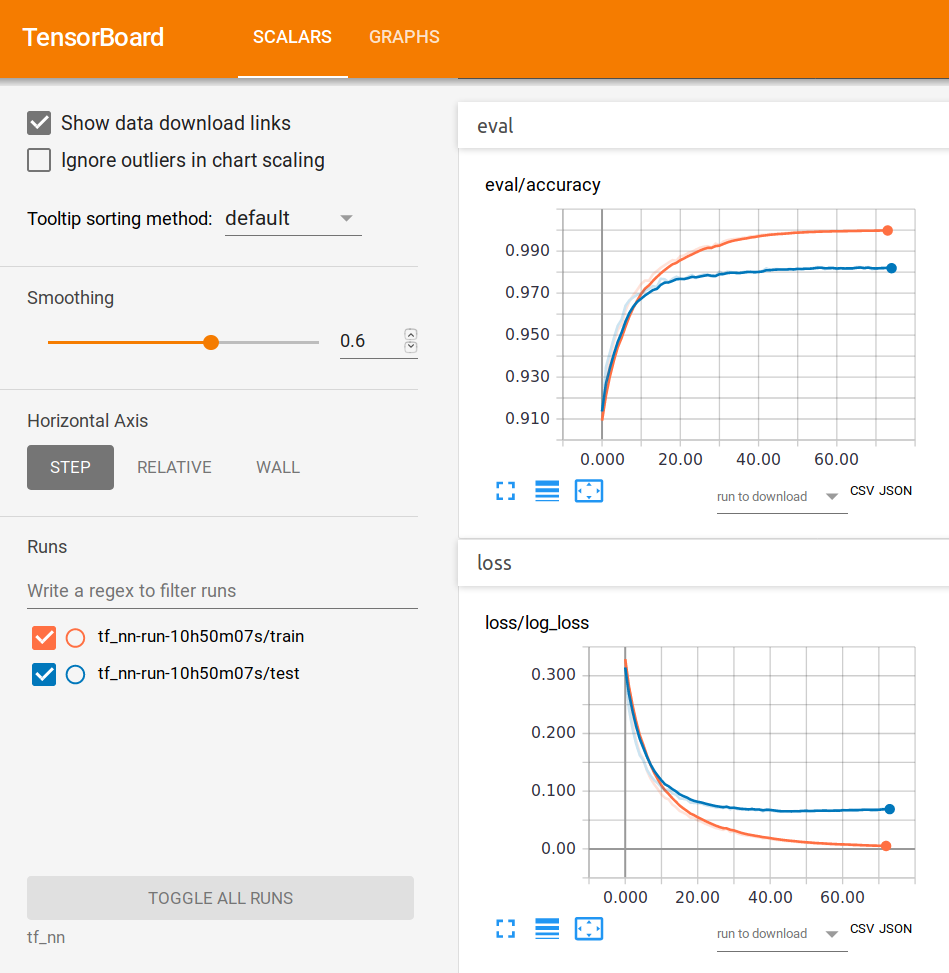 TensorBoard SCALARS GRAPHS
Show data download links
Ignore outliers in chart scaling
Tooltip sorting method: default
Smoothing
0.6
Horizontal Axis
STEP RELATIVE WALL
Runs
Write a regex to filter runs
tf_nn-run-10h50m07s/train
tf_nn-run-10h50m07s/test
TOGGLE ALL RUNS
tf_nn
eval
eval/accuracy
0.990
0.970
0.950
0.930
0.910
0.000 20.00 40.00 60.00
run to download CSV JSON
loss
loss/log_loss
0.300
0.200
0.100
0.00
0.000 20.00 40.00 60.00
run to download CSV JSON